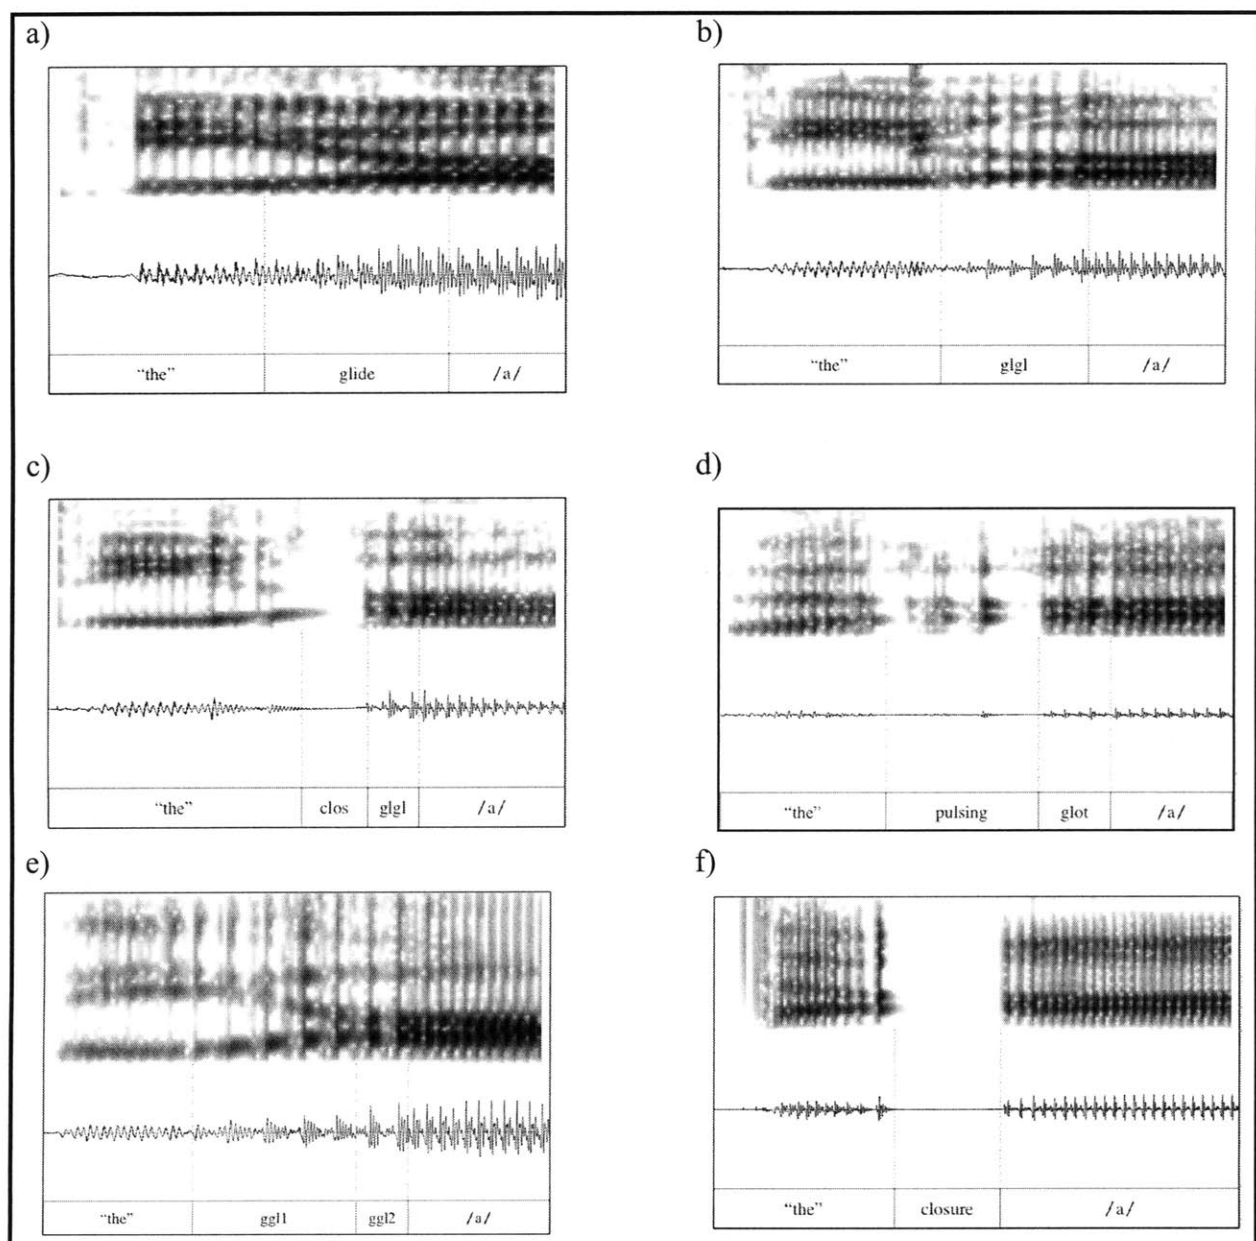 a)
b)
"the" glide /a/
"the" glgl /a/
c)
d)
"the" clos glgl /a/
"the" pulsing glot /a/
e)
f)
"the" ggl1 ggl2 /a/
"the" closure /a/